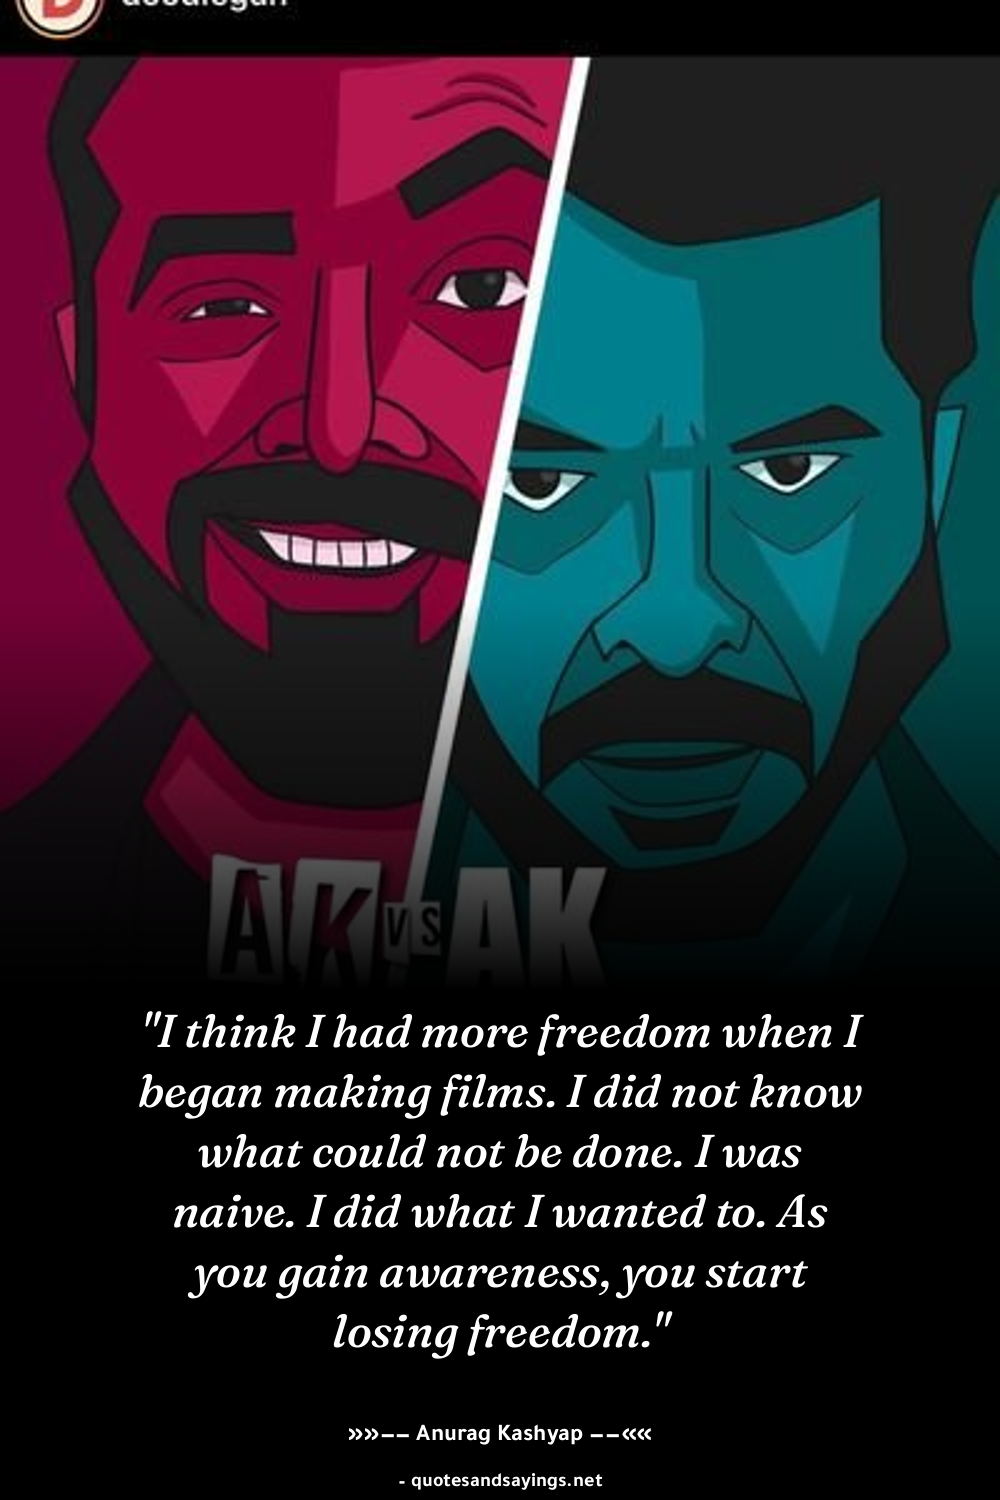 AK VS AK
"I think I had more freedom when I
began making films. I did not know
what could not be done. I was
naive. I did what I wanted to. As
you gain awareness, you start
losing freedom."
»»–– Anurag Kashyap ––««
- quotesandsayings.net